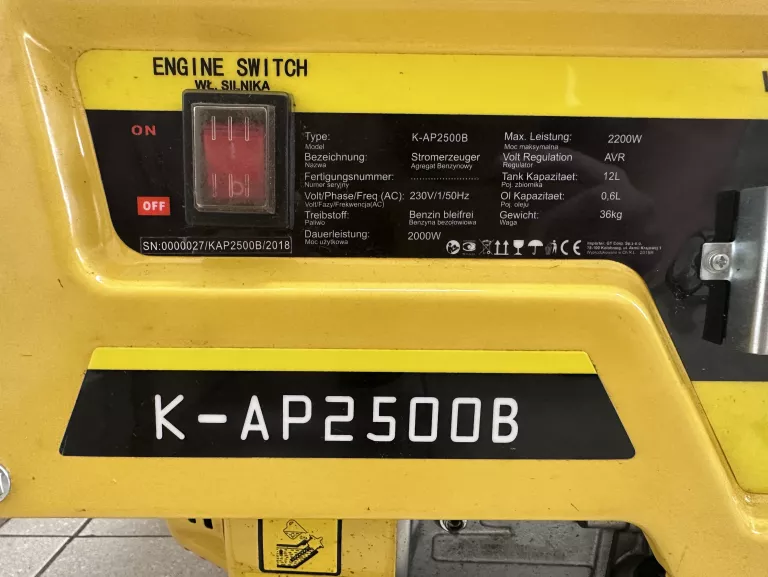 ENGINE SWITCH
WŁ. SILNIKA
ON
OFF
SN:0000027/KAP2500B/2018
Type: K-AP2500B
Model
Bezeichnung: Stromerzeuger
Nazwa Agregat Benzynowy
Fertigungsnummer: ....................
Numer seryjny
Volt/Phase/Freq (AC): 230V/1/50Hz
Volt/Fazy/Frekwencja(AC)
Treibstoff: Benzin bleifrei
Paliwo Benzyna bezołowiowa
Dauerleistung: 2000W
Moc użytkowa
Max. Leistung: 2200W
Moc maksymalna
Volt Regulation AVR
Regulator
Tank Kapazitaet: 12L
Poj. zbiornika
Ol Kapazitaet: 0,6L
Poj. oleju
Gewicht: 36kg
Waga
CE
K-AP2500B